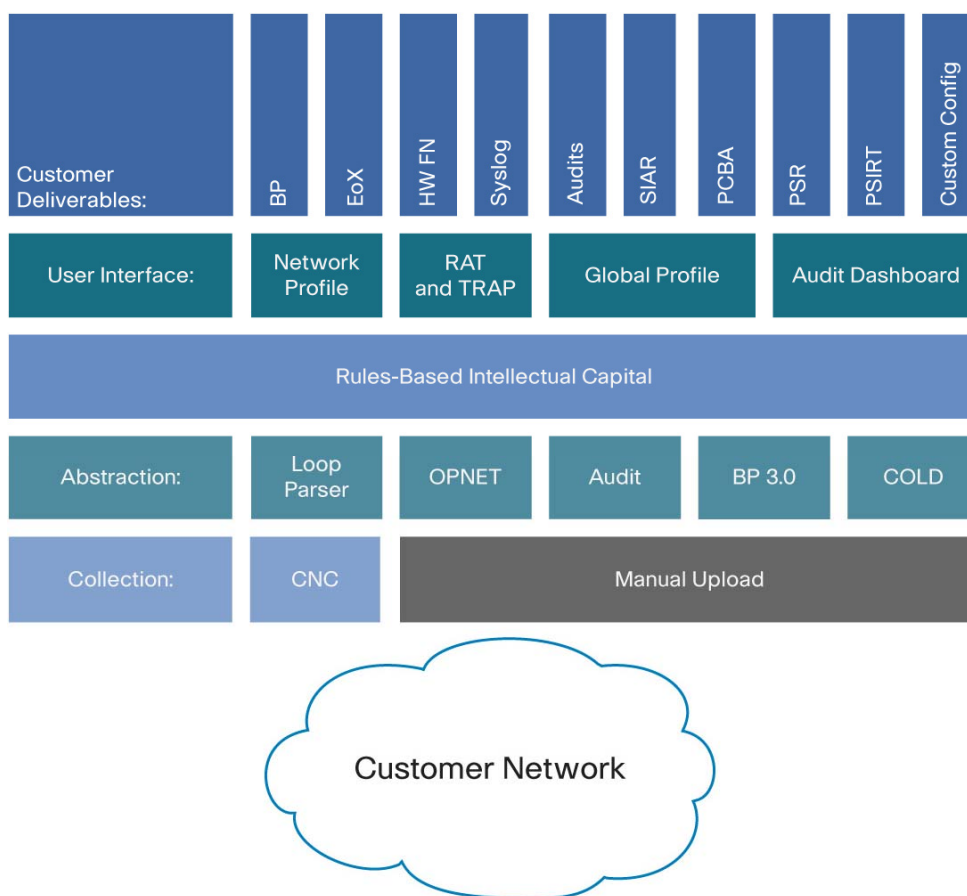 Customer
Deliverables:
BP
EoX
HW FN
Syslog
Audits
SIAR
PCBA
PSR
PSIRT
Custom Config
User Interface:
Network
Profile
RAT
and TRAP
Global Profile
Audit Dashboard
Rules-Based Intellectual Capital
Abstraction:
Loop
Parser
OPNET
Audit
BP 3.0
COLD
Collection:
CNC
Manual Upload
Customer Network